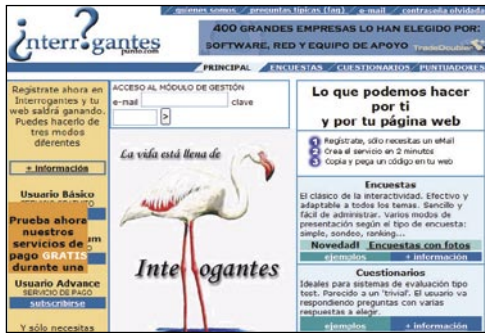 quienes somos / preguntas típicas (faq) / e-mail / contraseña olvidada
interrogantes
punto.com
400 GRANDES EMPRESAS LO HAN ELEGIDO POR:
SOFTWARE, RED Y EQUIPO DE APOYO TradeDoubler
PRINCIPAL / ENCUESTAS / CUESTIONARIOS / PUNTUADORES
Registrate ahora en
Interrogantes y tu
web saldrá ganando.
Puedes hacerlo de
tres modos
diferentes
+ información
Usuario Básico
Prueba ahora
nuestros
servicios de
pago GRATIS
durante una
Usuario Advance
SERVICIO DE PAGO
subscribirse
Y sólo necesitas
ACCESO AL MÓDULO DE GESTIÓN
e-mail clave
>
La vida está llena de
Inte ogantes
Lo que podemos hacer
por ti
y por tu página web
1 Registrate, sólo necesitas un eMail
2 Crea el servicio en 2 minutos
3 Copia y pega un código en tu web
Encuestas
El clásico de la interactividad. Efectivo y
adaptable a todos los temas. Sencillo y
fácil de administrar. Varios modos de
presentación según el tipo de encuesta:
simple, sondeo, ranking...
Novedad! Encuestas con fotos
ejemplos + información
Cuestionarios
Ideales para sistemas de evaluación tipo
test. Parecido a un 'trivial'. El usuario va
respondiendo preguntas con varias
respuestas a elegir.
ejemplos + información